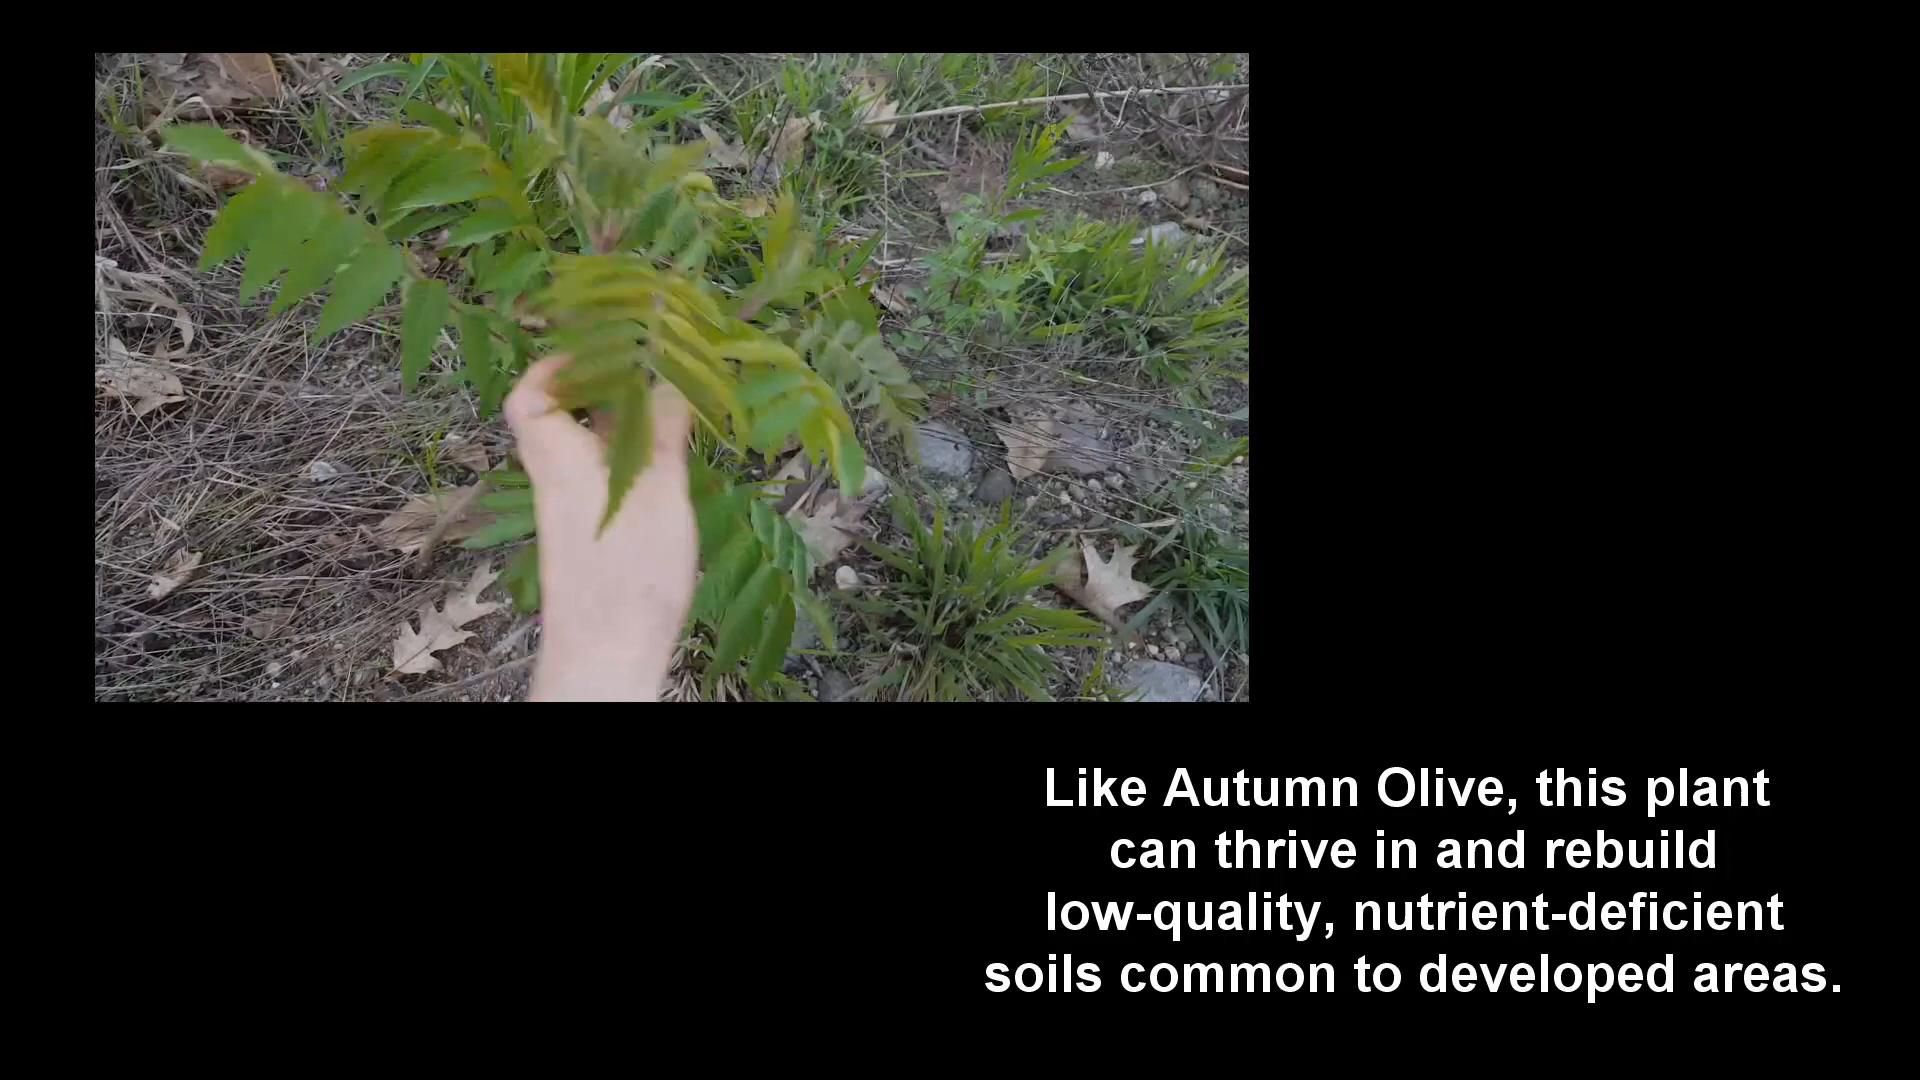 Like Autumn Olive, this plant
can thrive in and rebuild
low-quality, nutrient-deficient
soils common to developed areas.